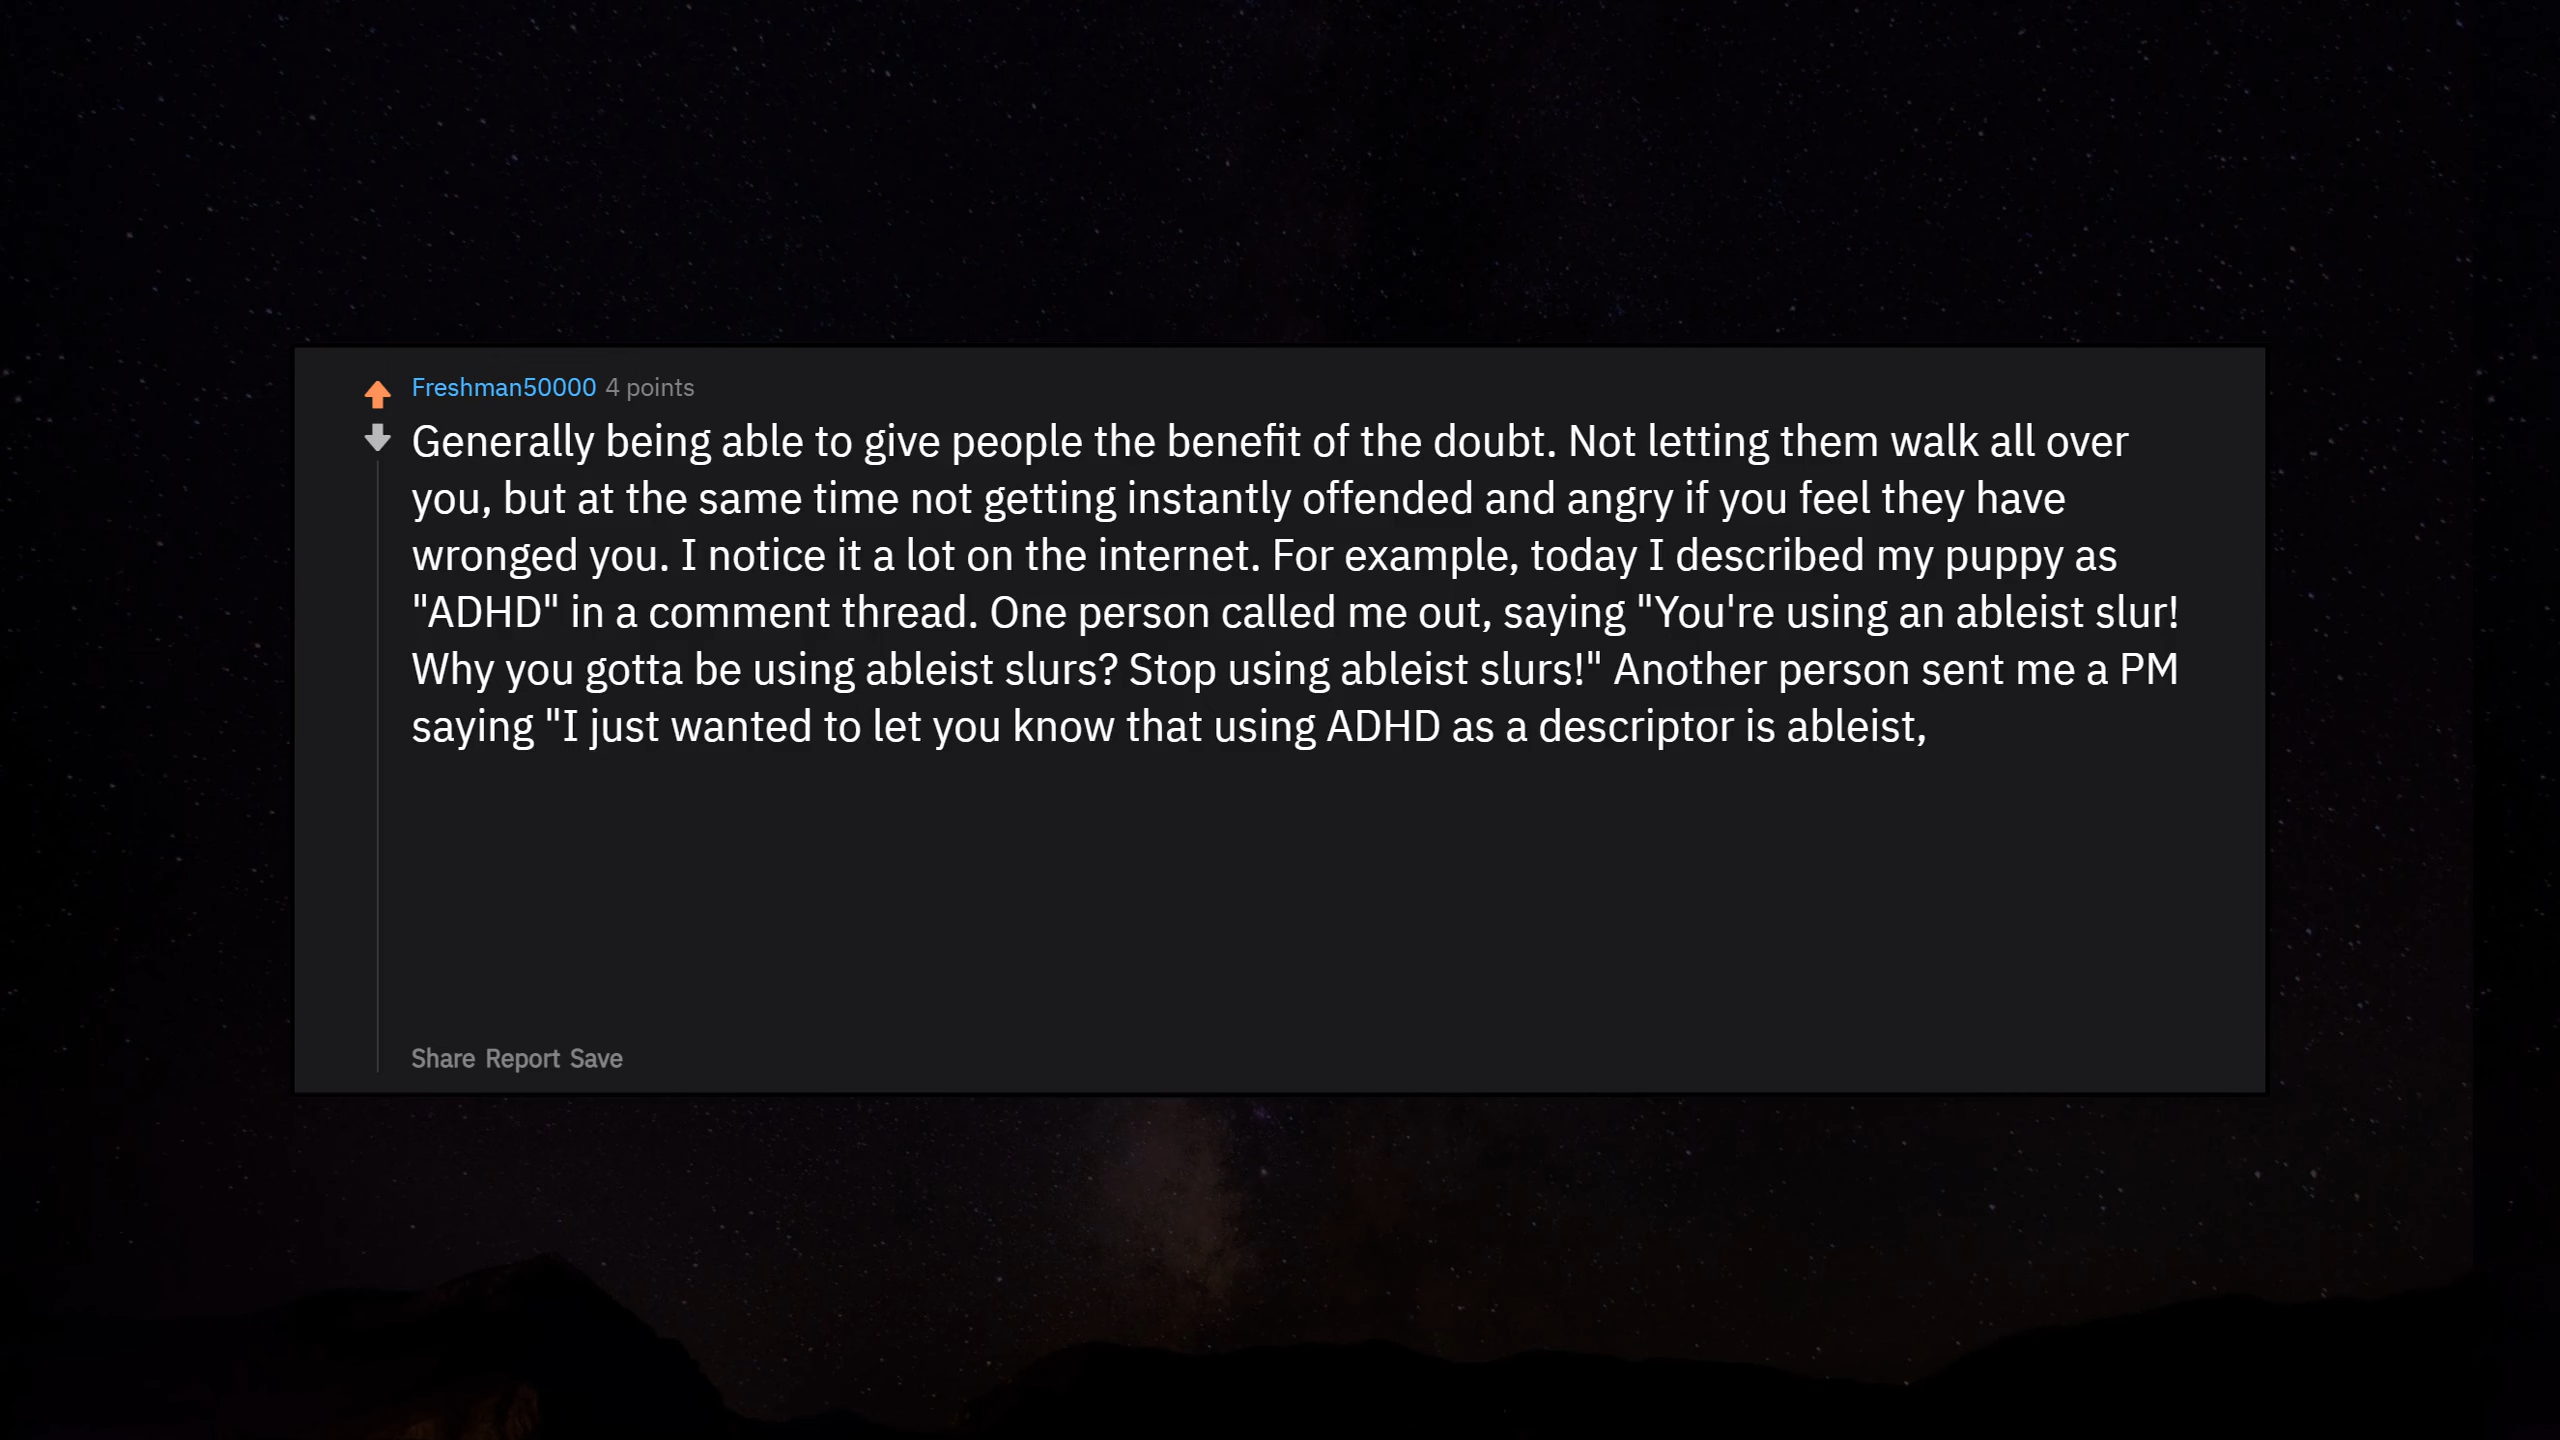 Freshman50000 4 points
Generally being able to give people the benefit of the doubt. Not letting them walk all over
you, but at the same time not getting instantly offended and angry if you feel they have
wronged you. I notice it a lot on the internet. For example, today I described my puppy as
"ADHD" in a comment thread. One person called me out, saying "You're using an ableist slur!
Why you gotta be using ableist slurs? Stop using ableist slurs!" Another person sent me a PM
saying "I just wanted to let you know that using ADHD as a descriptor is ableist,
Share Report Save